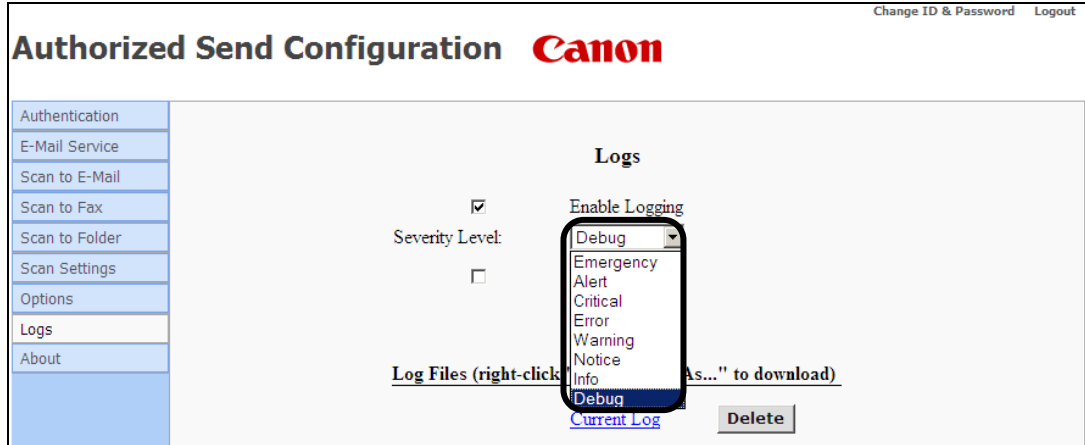 Change ID & Password Logout
Authorized Send Configuration Canon
Authentication
E-Mail Service
Scan to E-Mail
Scan to Fax
Scan to Folder
Scan Settings
Options
Logs
About
Logs
Enable Logging
Severity Level: Debug
Emergency
Alert
Critical
Error
Warning
Notice
Info
Debug
Log Files (right-click " As..." to download)
Current Log Delete